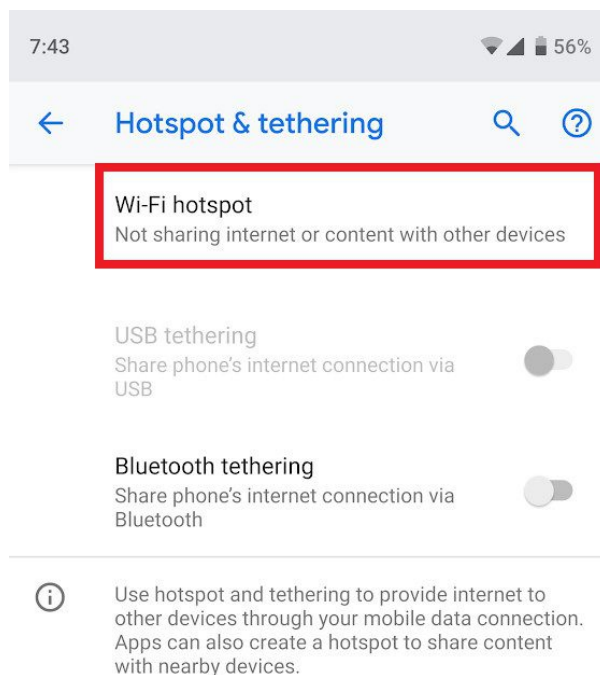 7:43 56%
Hotspot & tethering
Wi-Fi hotspot
Not sharing internet or content with other devices
USB tethering
Share phone's internet connection via
USB
Bluetooth tethering
Share phone's internet connection via
Bluetooth
Use hotspot and tethering to provide internet to
other devices through your mobile data connection.
Apps can also create a hotspot to share content
with nearby devices.